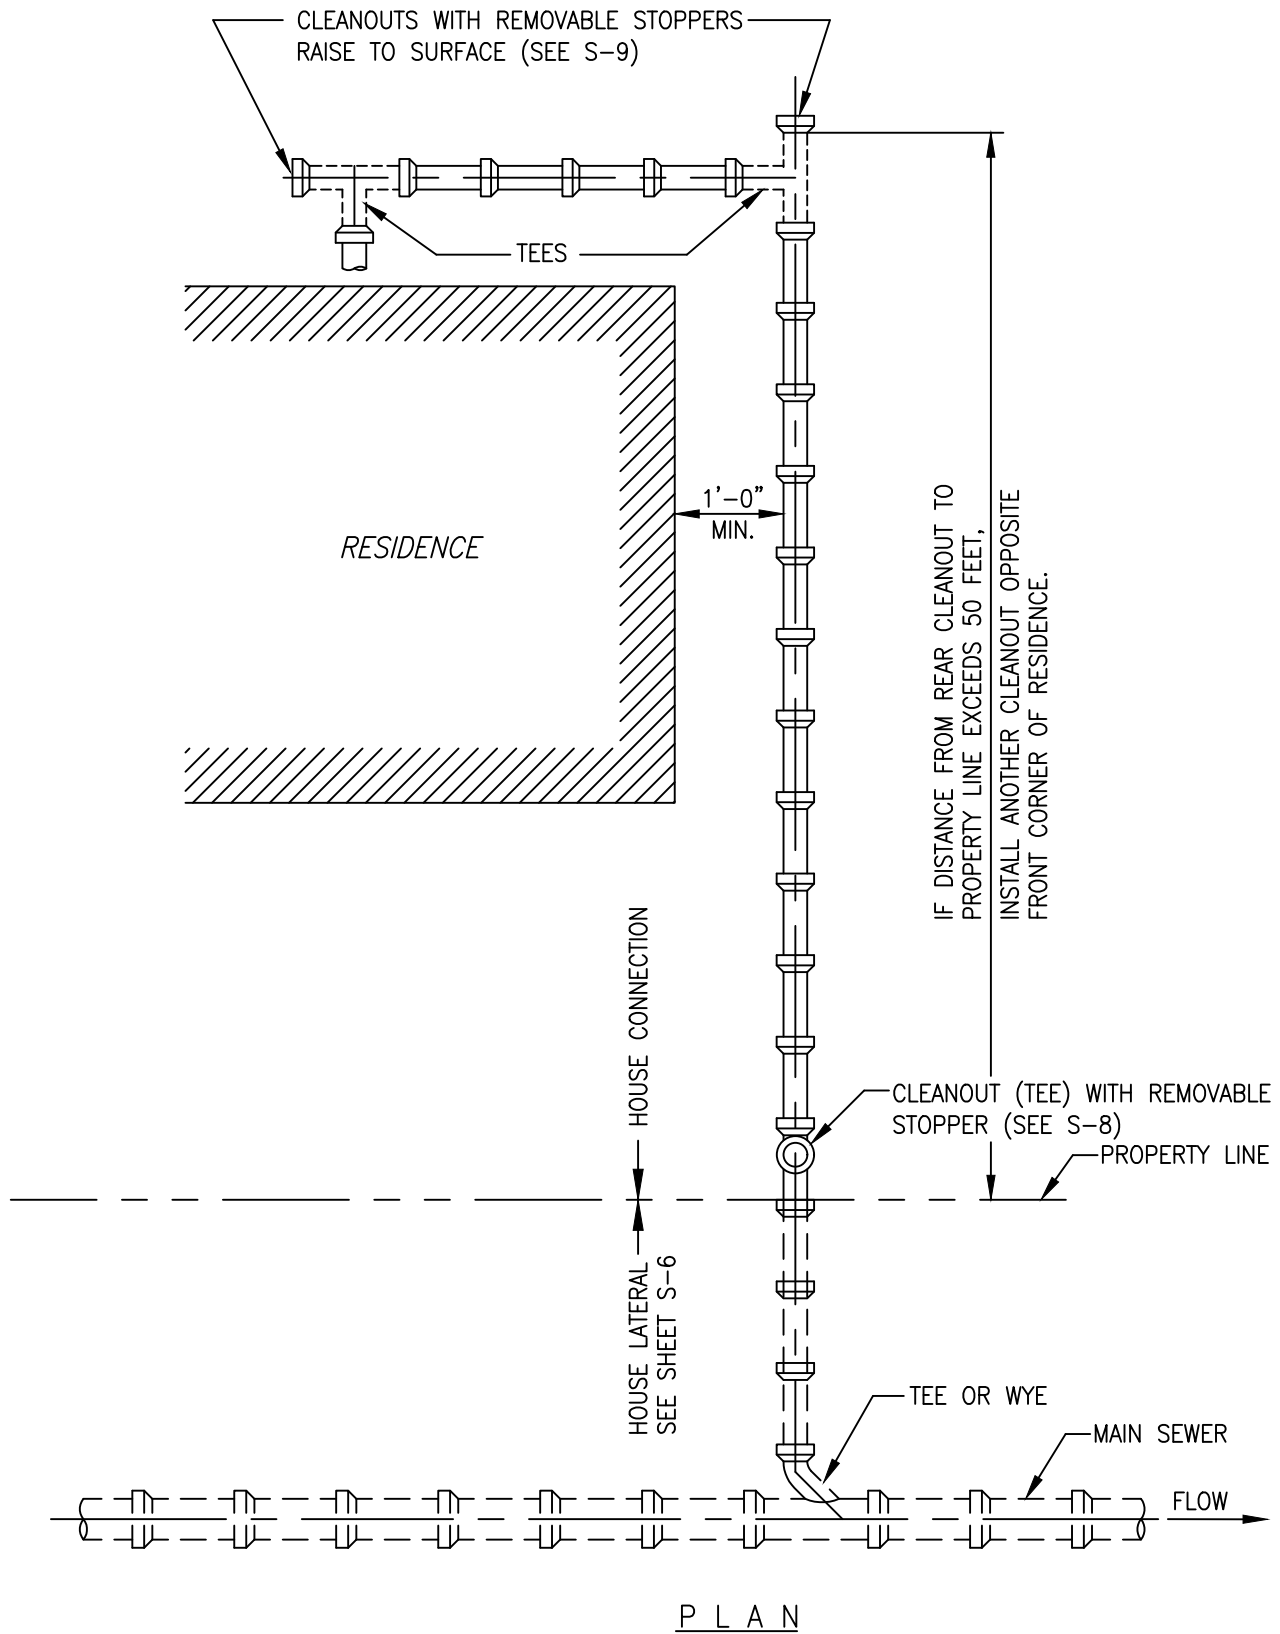 CLEANOUTS WITH REMOVABLE STOPPERS
RAISE TO SURFACE (SEE S-9)
TEES
1'-0"
MIN.
RESIDENCE
IF DISTANCE FROM REAR CLEANOUT TO
PROPERTY LINE EXCEEDS 50 FEET,
INSTALL ANOTHER CLEANOUT OPPOSITE
FRONT CORNER OF RESIDENCE.
HOUSE CONNECTION
CLEANOUT (TEE) WITH REMOVABLE
STOPPER (SEE S-8)
PROPERTY LINE
HOUSE LATERAL
SEE SHEET S-6
TEE OR WYE
MAIN SEWER
FLOW
PLAN